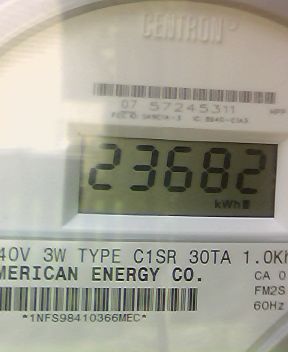 CENTRON
07 57245311
23682
kWh
40V 3W TYPE C1SR 30TA 1.0Kh
MERICAN ENERGY CO.
CA 0
FM2S
60Hz
*1NFS98410366MEC*